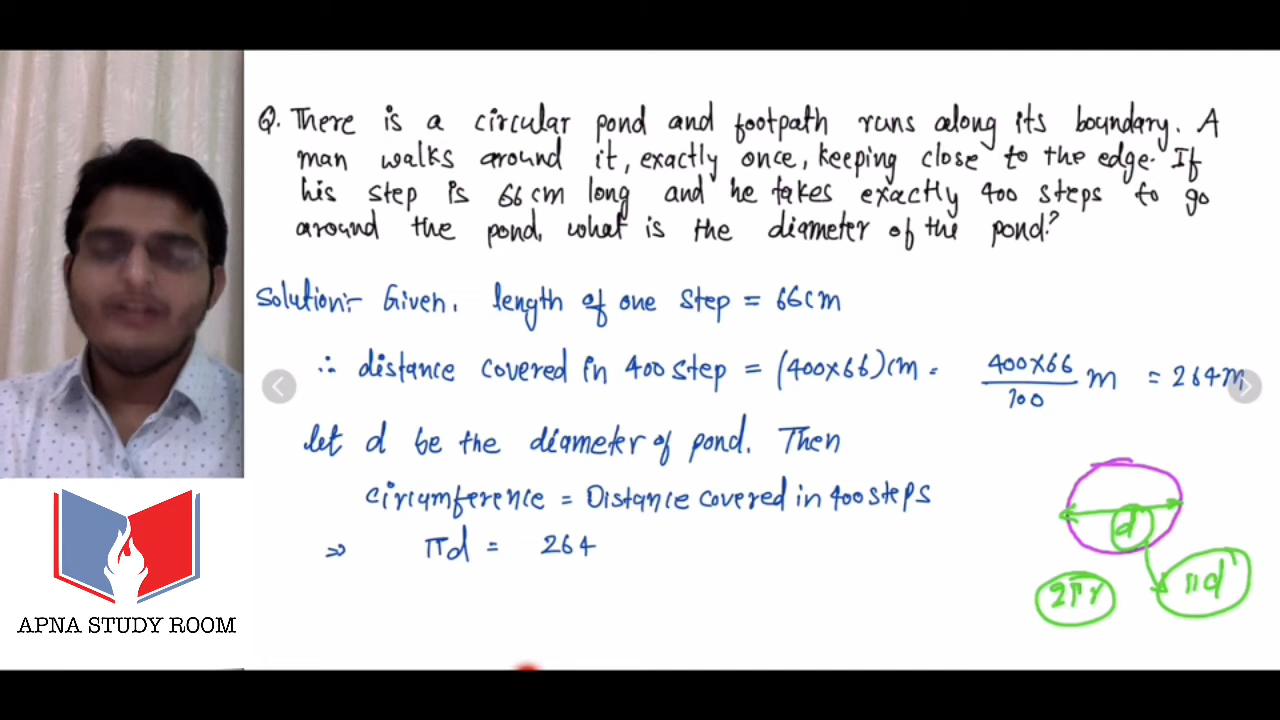 Q. There is a circular pond and footpath runs along its boundary. A
man walks around it, exactly once, keeping close to the edge. If
his step is 66cm long and he takes exactly 400 steps to go
around the pond, what is the diameter of the pond?
Solution:- Given, length of one step = 66cm
∴ distance covered in 400 step = (400×66)cm = 400×66/100 m = 264m
let d be the diameter of pond. Then
circumference = Distance covered in 400 steps
⇒ πd = 264
d
2πr
πd
APNA STUDY ROOM